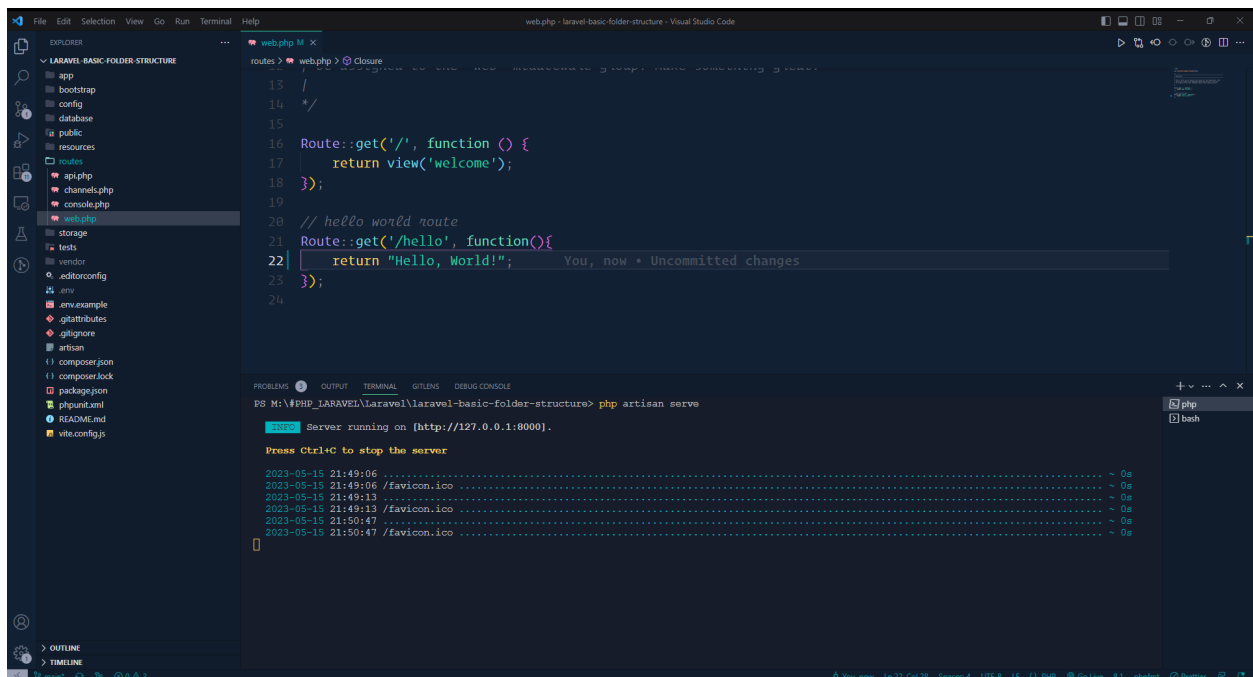 File Edit Selection View Go Run Terminal Help
web.php - laravel-basic-folder-structure - Visual Studio Code
EXPLORER
LARAVEL-BASIC-FOLDER-STRUCTURE
app
bootstrap
config
database
public
resources
routes
api.php
channels.php
console.php
web.php
storage
tests
vendor
.editorconfig
.env
.env.example
.gitattributes
.gitignore
artisan
composer.json
composer.lock
package.json
phpunit.xml
README.md
vite.config.js
OUTLINE
TIMELINE
web.php M
routes > web.php > Closure
13 |
14 */
15
16 Route::get('/', function () {
17 return view('welcome');
18 });
19
20 // hello world route
21 Route::get('/hello', function(){
22 return "Hello, World!"; You, now • Uncommitted changes
23 });
24
PROBLEMS 3 OUTPUT TERMINAL GITLENS DEBUG CONSOLE
PS M:\#PHP_LARAVEL\Laravel\laravel-basic-folder-structure> php artisan serve
INFO Server running on [http://127.0.0.1:8000].
Press Ctrl+C to stop the server
2023-05-15 21:49:06 ........ ~ 0s
2023-05-15 21:49:06 /favicon.ico ........ ~ 0s
2023-05-15 21:49:13 ........ ~ 0s
2023-05-15 21:49:13 /favicon.ico ........ ~ 0s
2023-05-15 21:50:47 ........ ~ 0s
2023-05-15 21:50:47 /favicon.ico ........ ~ 0s
php
bash